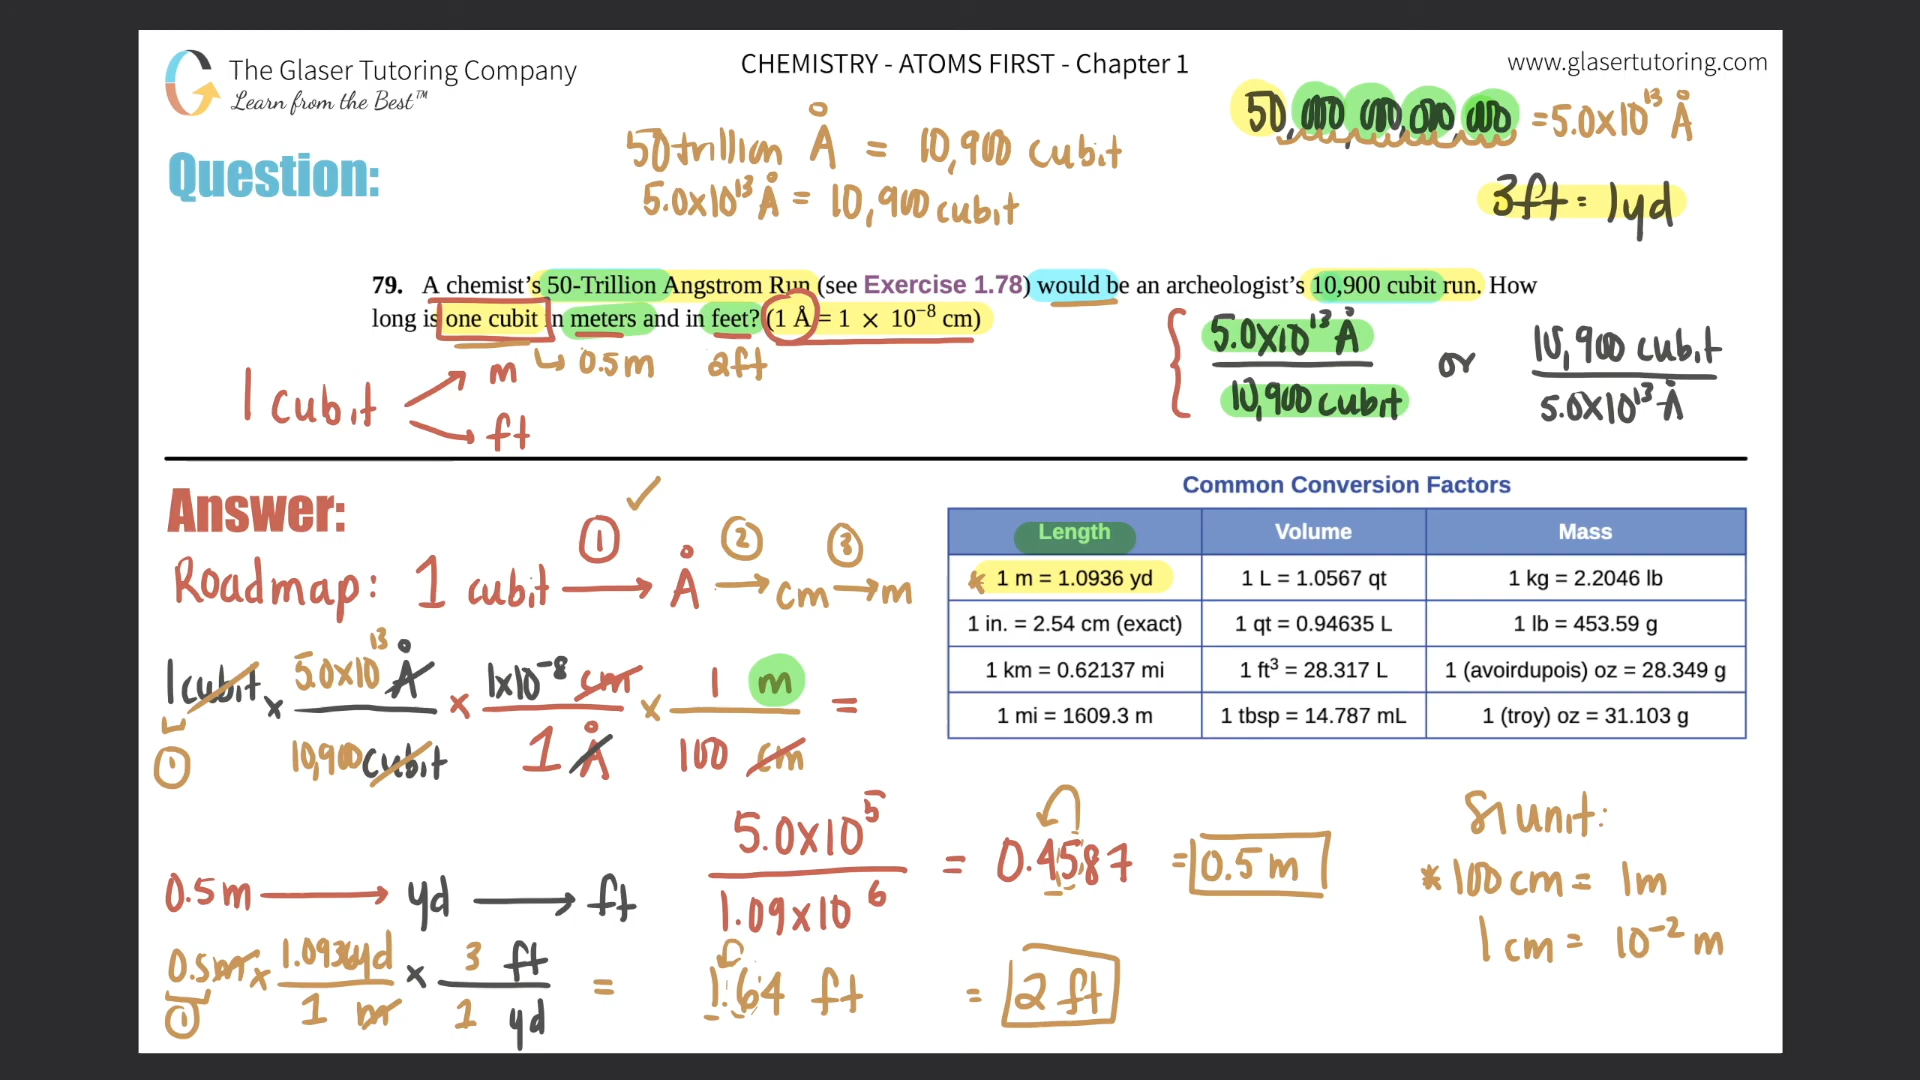 The Glaser Tutoring Company
Learn from the Best™
CHEMISTRY - ATOMS FIRST - Chapter 1
www.glasertutoring.com
Question:
50 trillion Å = 10,900 cubit
5.0x10¹³ Å = 10,900 cubit
50,000 000,000 000 = 5.0x10¹³ Å
3ft = 1yd
79. A chemist's 50-Trillion Angstrom Run (see Exercise 1.78) would be an archeologist's 10,900 cubit run. How
long is one cubit in meters and in feet? (1 Å = 1 × 10⁻⁸ cm)
↳ 0.5m 2ft
1 cubit
m
ft
5.0x10¹³ Å
10,900 cubit
or
10,900 cubit
5.0x10¹³ Å
Answer:
✓
① ② ③
Roadmap: 1 cubit → Å → cm → m
1cubit x 5.0x10¹³ Å x 1x10⁻⁸ cm x 1 m =
10,900 cubit 1 Å 100 cm
①
5.0x10⁵
1.09x10⁶
= 0.4587 = 0.5 m
0.5m → yd → ft
0.5m x 1.0936yd x 3 ft = 1.64 ft = 2 ft
① 1 m 1 yd
Common Conversion Factors
Length Volume Mass
* 1 m = 1.0936 yd 1 L = 1.0567 qt 1 kg = 2.2046 lb
1 in. = 2.54 cm (exact) 1 qt = 0.94635 L 1 lb = 453.59 g
1 km = 0.62137 mi 1 ft³ = 28.317 L 1 (avoirdupois) oz = 28.349 g
1 mi = 1609.3 m 1 tbsp = 14.787 mL 1 (troy) oz = 31.103 g
SI unit:
* 100 cm = 1m
1 cm = 10⁻² m